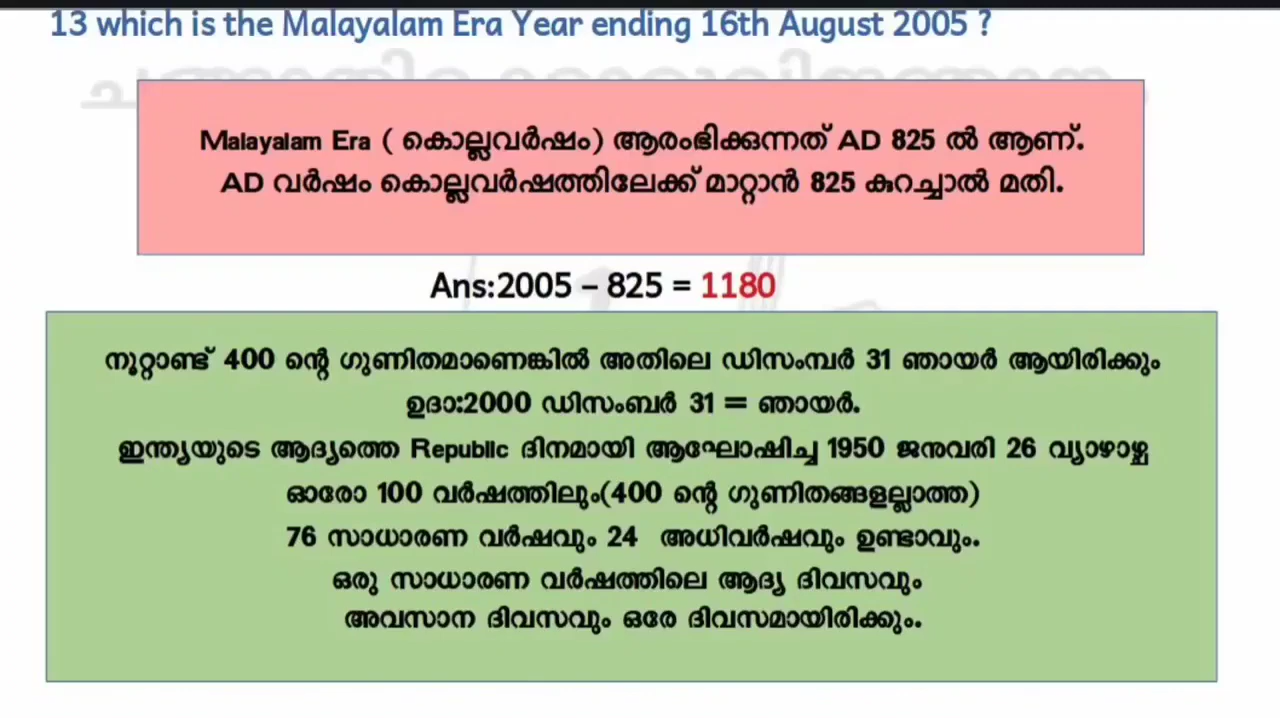 13 which is the Malayalam Era Year ending 16th August 2005 ?
Malayalam Era ( കൊല്ലവർഷം) ആരംഭിക്കുന്നത് AD 825 ൽ ആണ്.
AD വർഷം കൊല്ലവർഷത്തിലേക്ക് മാറ്റാൻ 825 കുറച്ചാൽ മതി.
Ans:2005 – 825 = 1180
നൂറ്റാണ്ട് 400 ന്റെ ഗുണിതമാണെങ്കിൽ അതിലെ ഡിസംമ്പർ 31 ഞായർ ആയിരിക്കും
ഉദാ:2000 ഡിസംബർ 31 = ഞായർ.
ഇന്ത്യയുടെ ആദ്യത്തെ Republic ദിനമായി ആഘോഷിച്ച 1950 ജനുവരി 26 വ്യാഴാഴ്ച
ഓരോ 100 വർഷത്തിലും(400 ന്റെ ഗുണിതങ്ങളല്ലാത്ത)
76 സാധാരണ വർഷവും 24 അധിവർഷവും ഉണ്ടാവും.
ഒരു സാധാരണ വർഷത്തിലെ ആദ്യ ദിവസവും
അവസാന ദിവസവും ഒരേ ദിവസമായിരിക്കും.